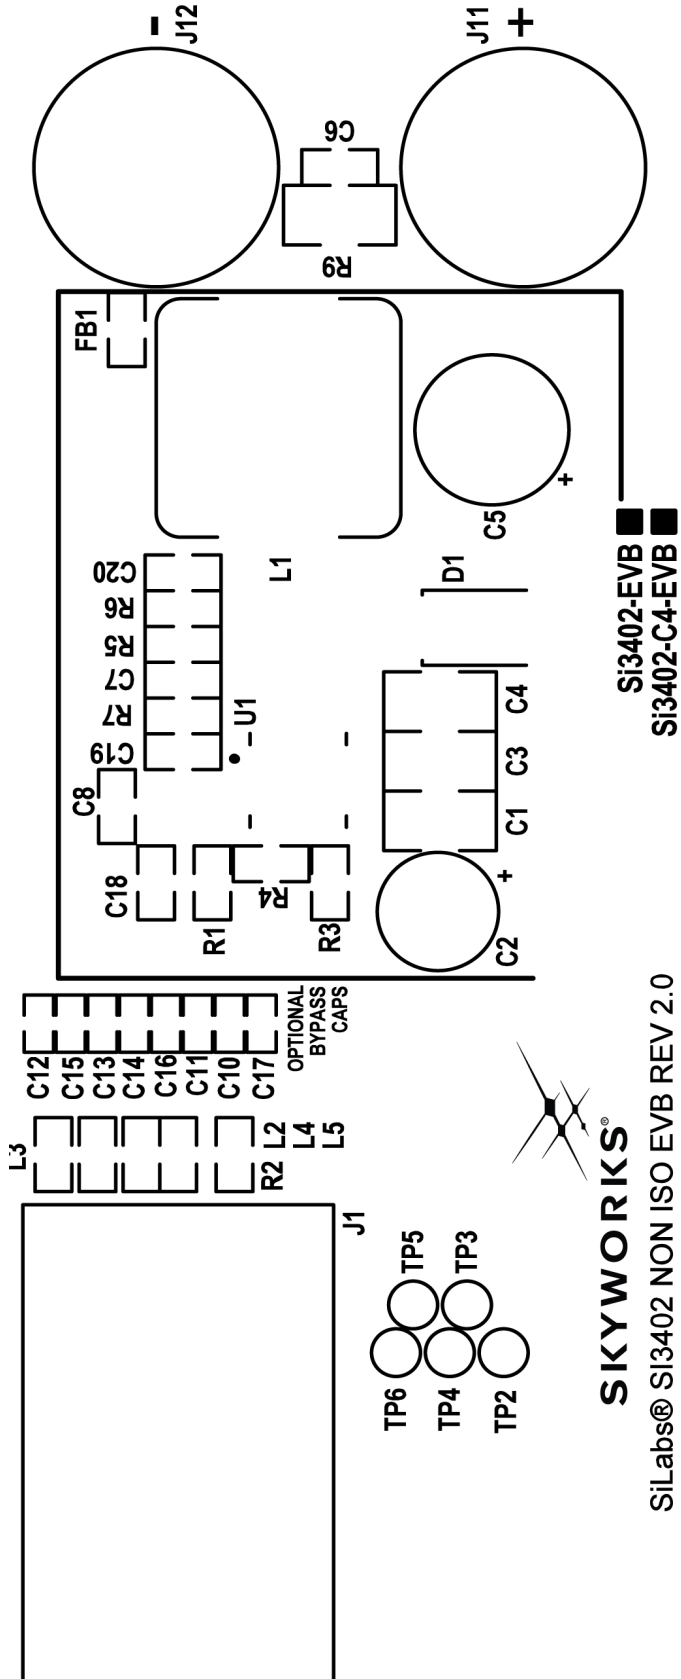 -
J12
J11
+
C6
R9
FB1
C5
+
L1
D1
C20
R6
R5
C7
R7
C19
U1
C4
C3
C1
C8
C18
R1
R4
R3
C2
+
Si3402-EVB
Si3402-C4-EVB
C12
C15
C13
C14
C16
C11
C10
C17
OPTIONAL
BYPASS
CAPS
L3
L2
L4
L5
R2
J1
TP5
TP3
TP6
TP4
TP2
SKYWORKS®
SiLabs® SI3402 NON ISO EVB REV 2.0